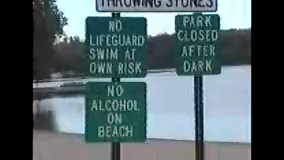 THROWING STONES
NO
LIFEGUARD
SWIM AT
OWN RISK
PARK
CLOSED
AFTER
DARK
NO
ALCOHOL
ON
BEACH